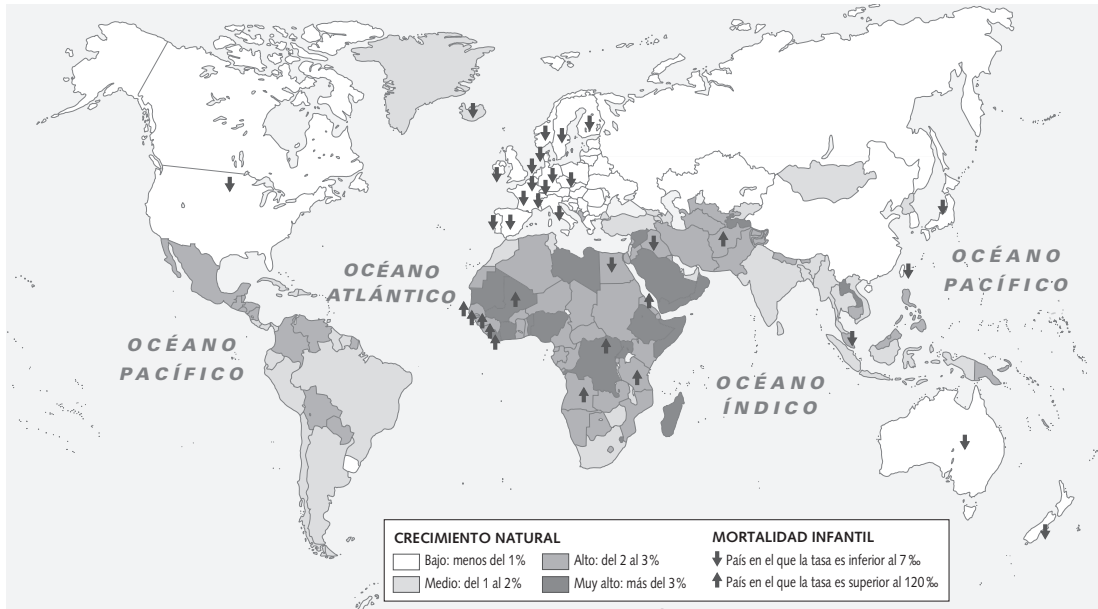 OCÉANO
ATLÁNTICO
OCÉANO
PACÍFICO
OCÉANO
PACÍFICO
OCÉANO
ÍNDICO
CRECIMIENTO NATURAL
Bajo: menos del 1%
Medio: del 1 al 2%
Alto: del 2 al 3%
Muy alto: más del 3%
MORTALIDAD INFANTIL
País en el que la tasa es inferior al 7‰
País en el que la tasa es superior al 120‰